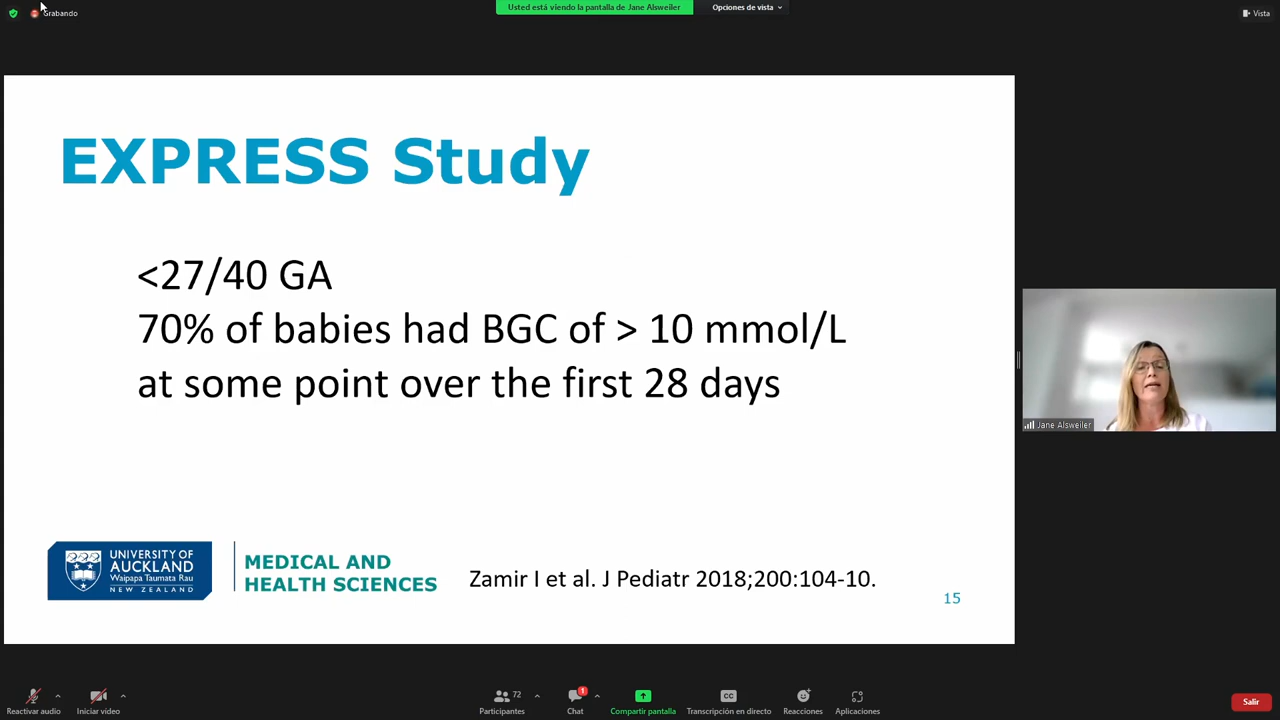 Grabando
Usted está viendo la pantalla de Jane Alsweiler
Opciones de vista
Vista
EXPRESS Study
<27/40 GA
70% of babies had BGC of > 10 mmol/L
at some point over the first 28 days
UNIVERSITY OF
AUCKLAND
Waipapa Taumata Rau
NEW ZEALAND
MEDICAL AND
HEALTH SCIENCES
Zamir I et al. J Pediatr 2018;200:104-10.
15
Jane Alsweiler
Reactivar audio
Iniciar video
72
Participantes
1
Chat
Compartir pantalla
CC
Transcripción en directo
Reacciones
Aplicaciones
Salir